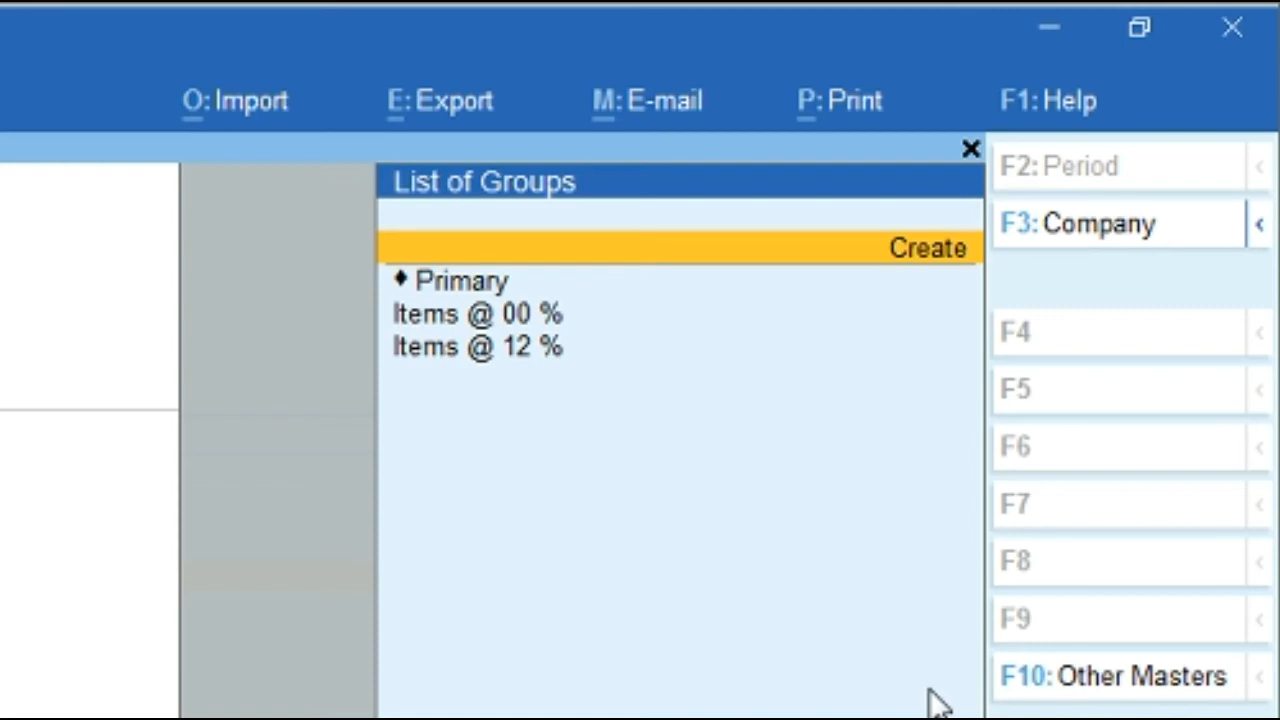 O: Import E: Export M: E-mail P: Print F1: Help
List of Groups
Create
♦ Primary
Items @ 00 %
Items @ 12 %
F2: Period
F3: Company
F4
F5
F6
F7
F8
F9
F10: Other Masters